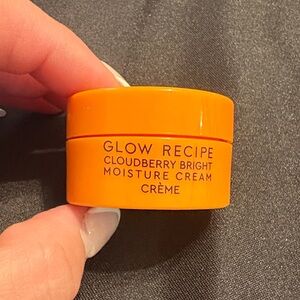 GLOW RECIPE
CLOUDBERRY BRIGHT
MOISTURE CREAM
CRÈME